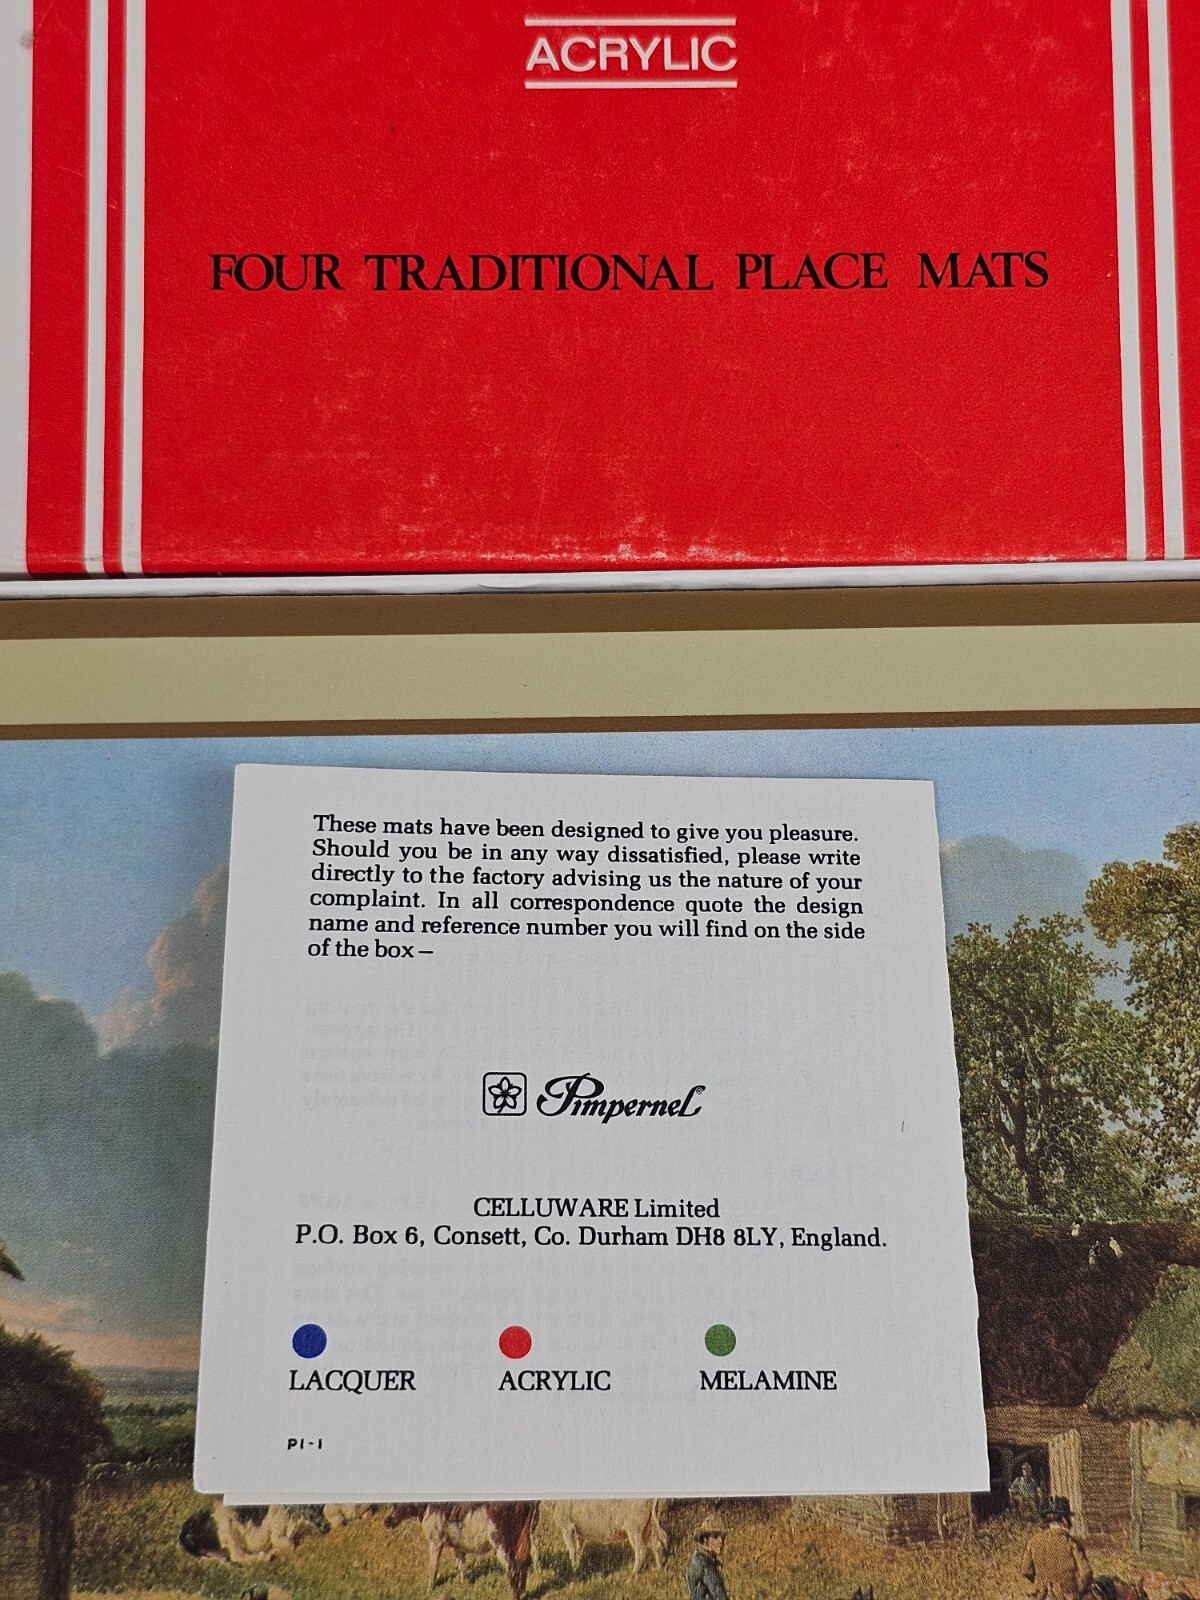 ACRYLIC
FOUR TRADITIONAL PLACE MATS
These mats have been designed to give you pleasure.
Should you be in any way dissatisfied, please write
directly to the factory advising us the nature of your
complaint. In all correspondence quote the design
name and reference number you will find on the side
of the box—
Pimpernel
CELLUWARE Limited
P.O. Box 6, Consett, Co. Durham DH8 8LY, England.
LACQUER ACRYLIC MELAMINE
PI-1